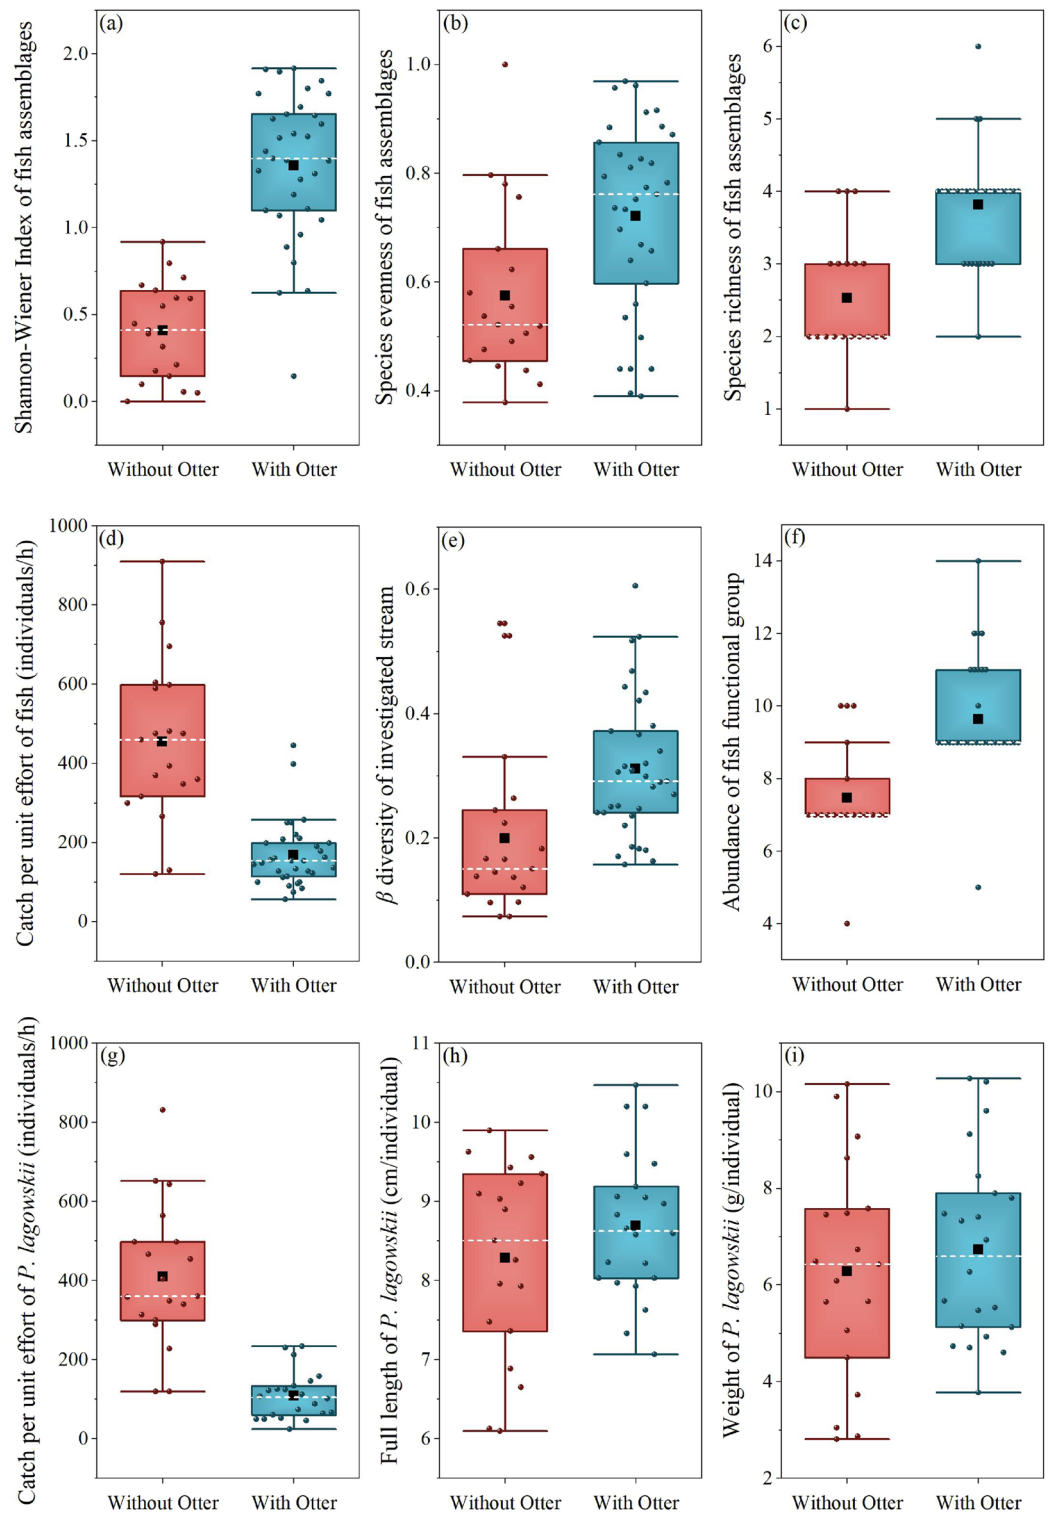 (a)
Shannon-Wiener Index of fish assemblages
2.0
1.5
1.0
0.5
0.0
Without Otter
With Otter
(b)
Species evenness of fish assemblages
1.0
0.8
0.6
0.4
Without Otter
With Otter
(c)
Species richness of fish assemblages
6
5
4
3
2
1
Without Otter
With Otter
(d)
Catch per unit effort of fish (individuals/h)
1000
800
600
400
200
0
Without Otter
With Otter
(e)
β diversity of investigated stream
0.6
0.4
0.2
0.0
Without Otter
With Otter
(f)
Abundance of fish functional group
14
12
10
8
6
4
Without Otter
With Otter
(g)
Catch per unit effort of P. lagowskii (individuals/h)
1000
800
600
400
200
0
Without Otter
With Otter
(h)
Full length of P. lagowskii (cm/individual)
11
10
9
8
7
6
Without Otter
With Otter
(i)
Weight of P. lagowskii (g/individual)
10
8
6
4
2
Without Otter
With Otter